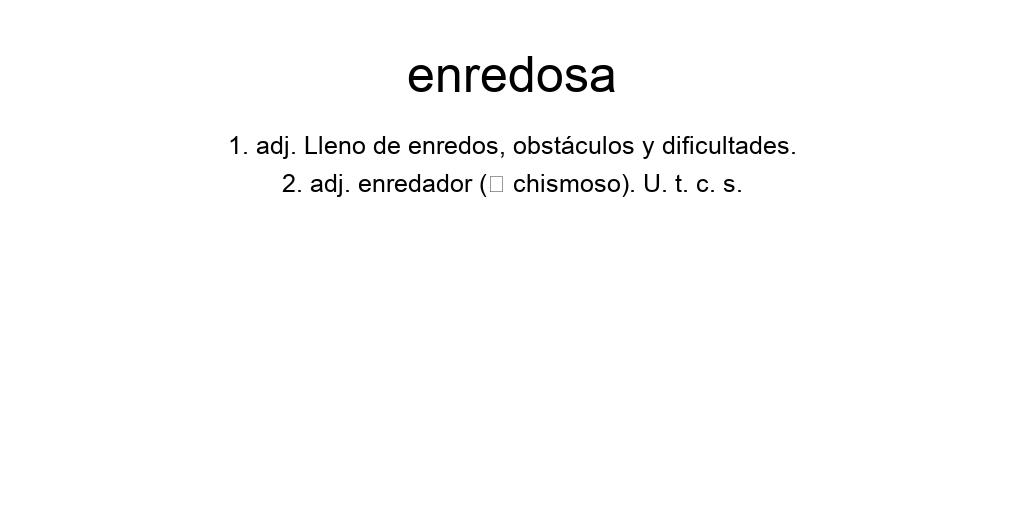 enredosa
1. adj. Lleno de enredos, obstáculos y dificultades.
2. adj. enredador (▯ chismoso). U. t. c. s.